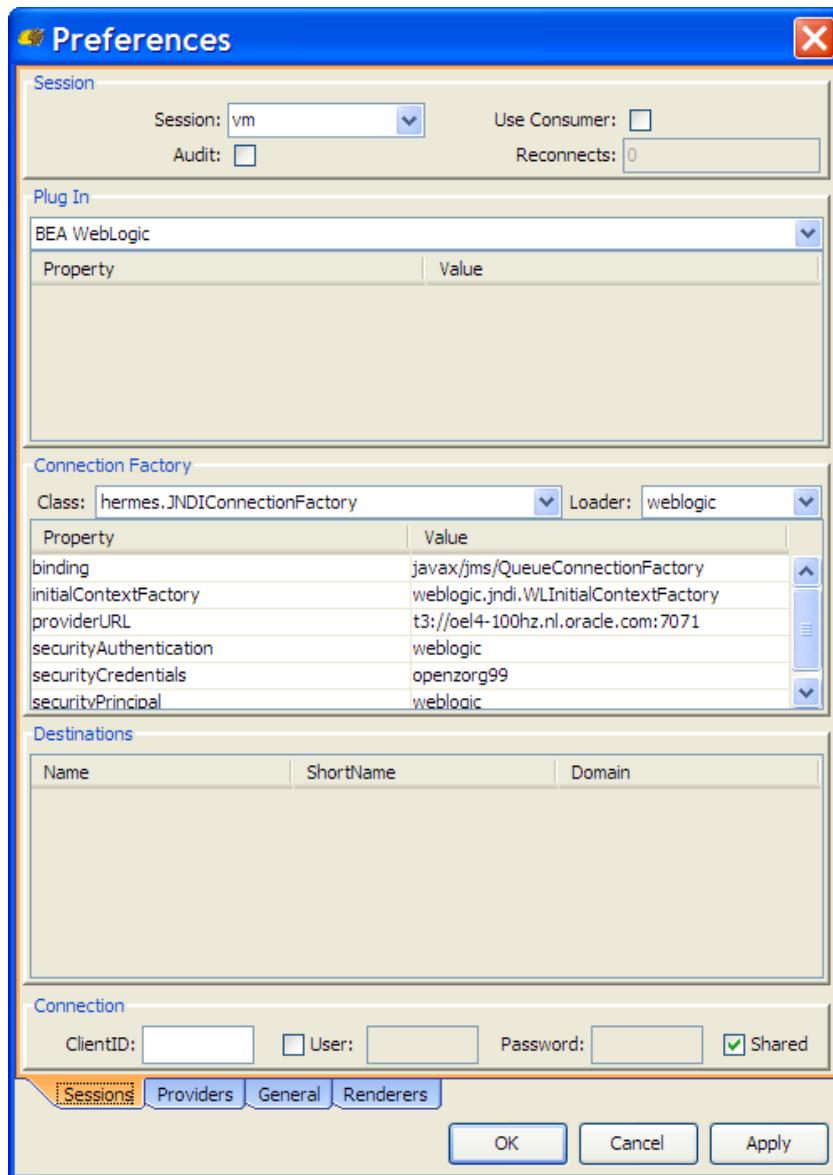 Preferences
Session
Session: vm Use Consumer:
Audit: Reconnects: 0
Plug In
BEA WebLogic
Property Value
Connection Factory
Class: hermes.JNDIConnectionFactory Loader: weblogic
Property Value
binding javax/jms/QueueConnectionFactory
initialContextFactory weblogic.jndi.WLInitialContextFactory
providerURL t3://oel4-100hz.nl.oracle.com:7071
securityAuthentication weblogic
securityCredentials openzorg99
securityPrincipal weblogic
Destinations
Name ShortName Domain
Connection
ClientID: User: Password: Shared
Sessions Providers General Renderers
OK Cancel Apply